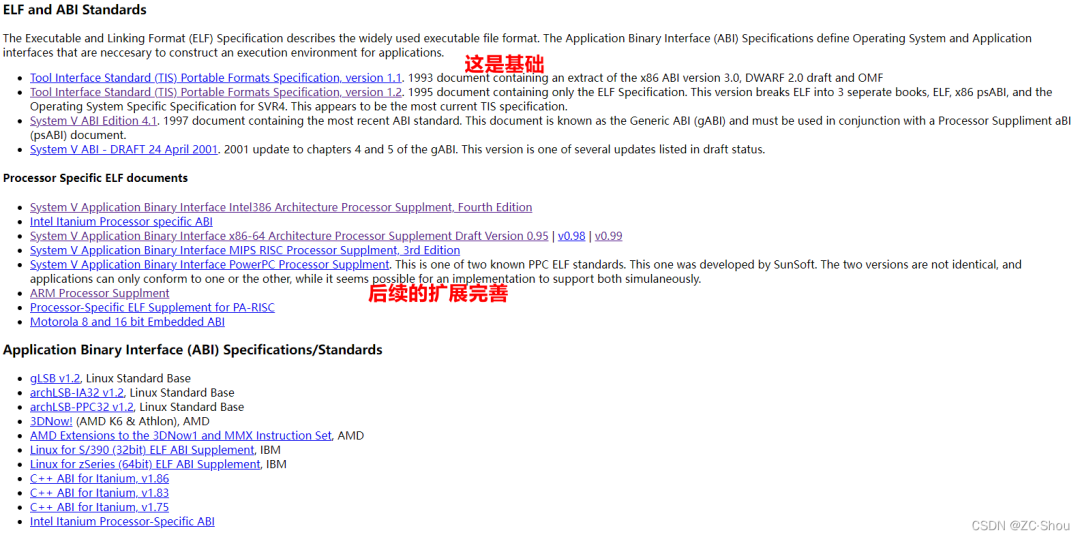 ELF and ABI Standards
The Executable and Linking Format (ELF) Specification describes the widely used executable file format. The Application Binary Interface (ABI) Specifications define Operating System and Application
interfaces that are neccesary to construct an execution environment for applications.
这是基础
Tool Interface Standard (TIS) Portable Formats Specification, version 1.1. 1993 document containing an extract of the x86 ABI version 3.0, DWARF 2.0 draft and OMF
Tool Interface Standard (TIS) Portable Formats Specification, version 1.2. 1995 document containing only the ELF Specification. This version breaks ELF into 3 seperate books, ELF, x86 psABI, and the
Operating System Specific Specification for SVR4. This appears to be the most current TIS specification.
System V ABI Edition 4.1. 1997 document containing the most recent ABI standard. This document is known as the Generic ABI (gABI) and must be used in conjunction with a Processor Suppliment aBI
(psABI) document.
System V ABI - DRAFT 24 April 2001. 2001 update to chapters 4 and 5 of the gABI. This version is one of several updates listed in draft status.
Processor Specific ELF documents
System V Application Binary Interface Intel386 Architecture Processor Supplment, Fourth Edition
Intel Itanium Processor specific ABI
System V Application Binary Interface x86-64 Architecture Processor Supplement Draft Version 0.95 | v0.98 | v0.99
System V Application Binary Interface MIPS RISC Processor Supplment, 3rd Edition
System V Application Binary Interface PowerPC Processor Supplment. This is one of two known PPC ELF standards. This one was developed by SunSoft. The two versions are not identical, and
applications can only conform to one or the other, while it seems possible for an implementation to support both simulaneously.
ARM Processor Supplment
后续的扩展完善
Processor-Specific ELF Supplement for PA-RISC
Motorola 8 and 16 bit Embedded ABI
Application Binary Interface (ABI) Specifications/Standards
gLSB v1.2, Linux Standard Base
archLSB-IA32 v1.2, Linux Standard Base
archLSB-PPC32 v1.2, Linux Standard Base
3DNow! (AMD K6 & Athlon), AMD
AMD Extensions to the 3DNow1 and MMX Instruction Set, AMD
Linux for S/390 (32bit) ELF ABI Supplement, IBM
Linux for zSeries (64bit) ELF ABI Supplement, IBM
C++ ABI for Itanium, v1.86
C++ ABI for Itanium, v1.83
C++ ABI for Itanium, v1.75
Intel Itanium Processor-Specific ABI
CSDN @ZC·Shou